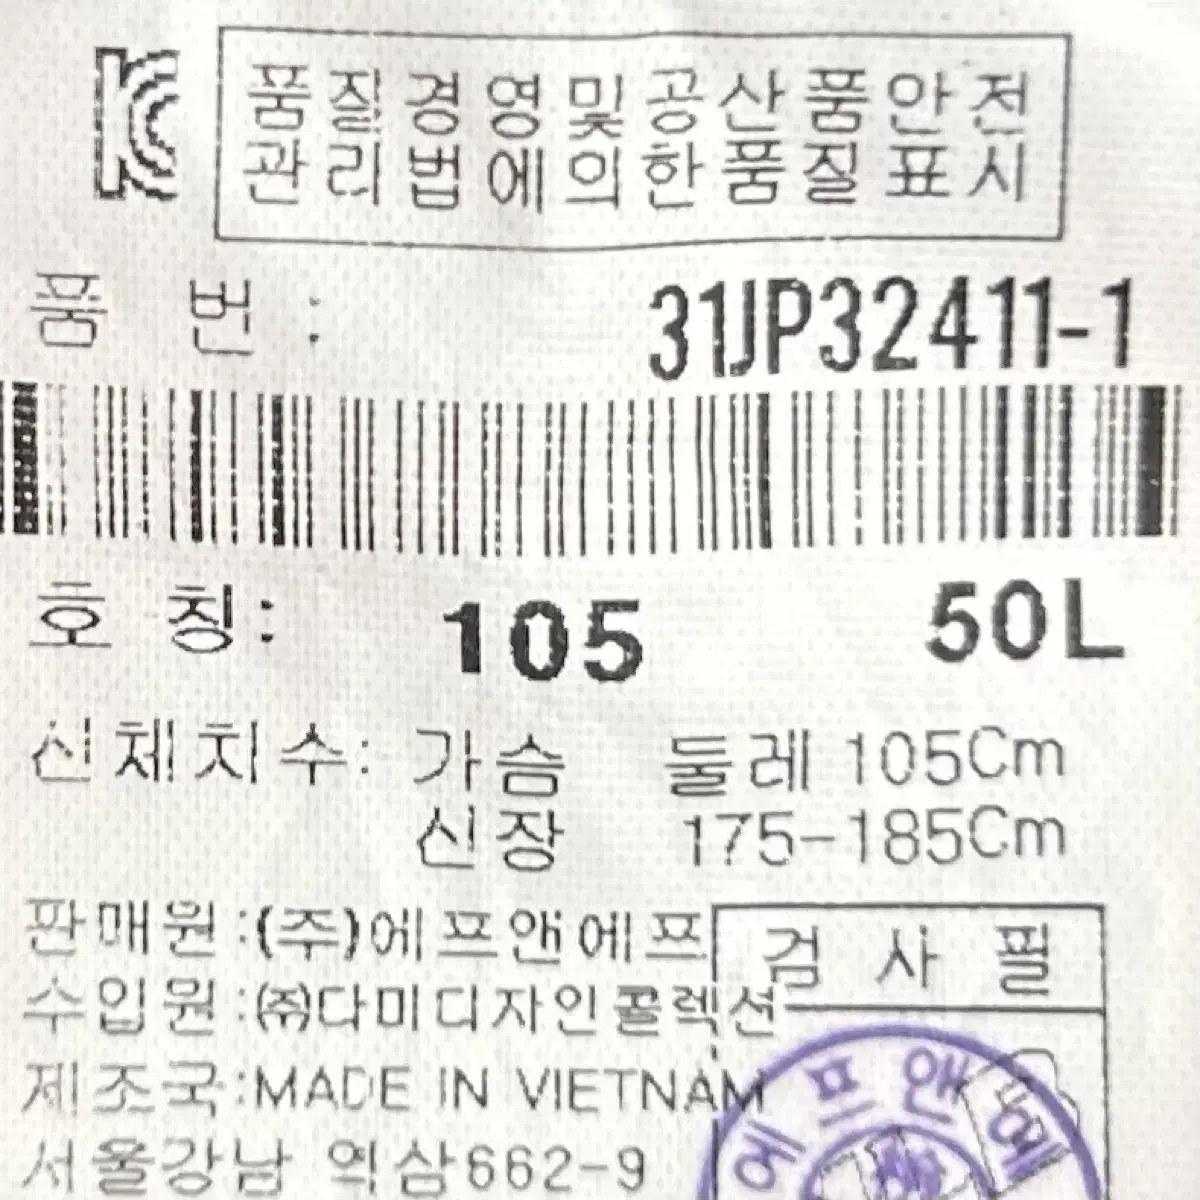 품질경영및공산품안전
관리법에의한품질표시
품 번 : 31JP32411-1
호 칭: 105 50L
신체치수: 가슴 둘레 105Cm
신장 175-185Cm
판매원:(주)에프앤에프
검사필
수입원:㈜다미디자인콜렉션
제조국:MADE IN VIETNAM
서울강남 역삼662-9
에프앤에